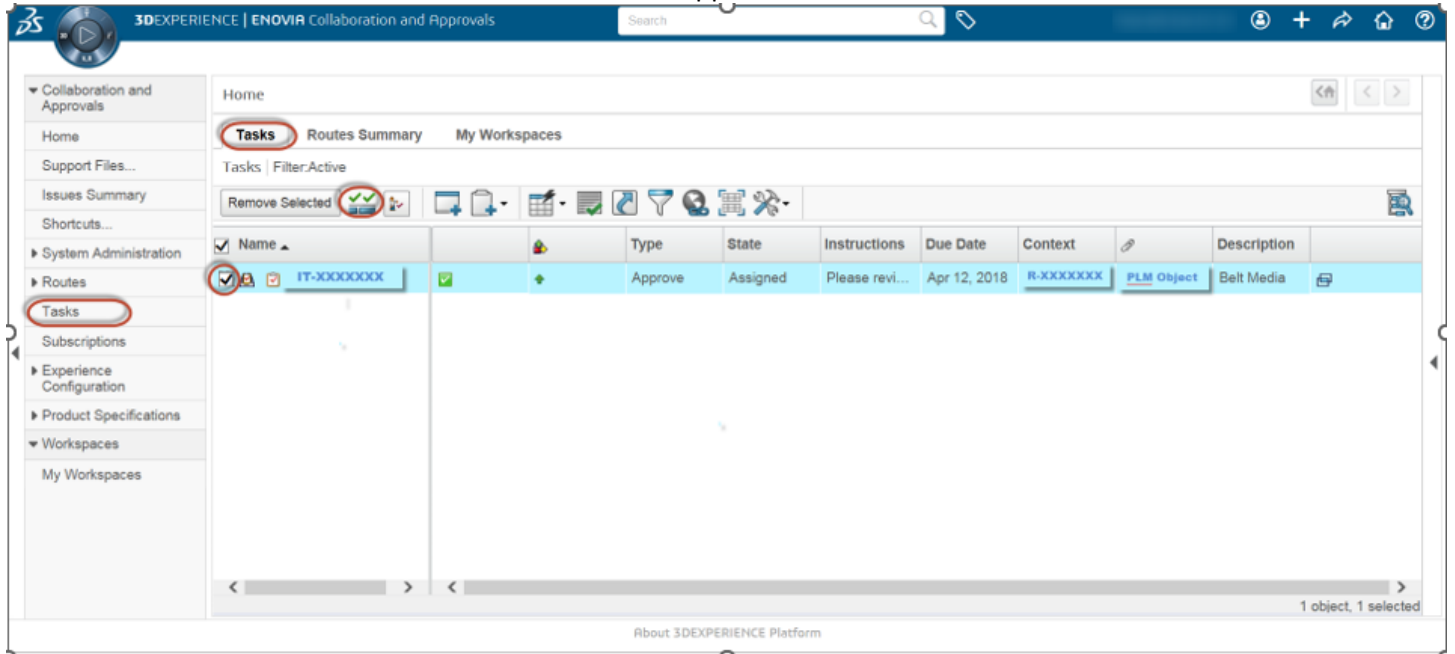 3DEXPERIENCE | ENOVIA Collaboration and Approvals
Search
Collaboration and
Approvals
Home
Support Files...
Issues Summary
Shortcuts...
System Administration
Routes
Tasks
Subscriptions
Experience
Configuration
Product Specifications
Workspaces
My Workspaces
Home
Tasks Routes Summary My Workspaces
Tasks | Filter:Active
Remove Selected
Name Type State Instructions Due Date Context Description
IT-XXXXXXX Approve Assigned Please revi... Apr 12, 2018 R-XXXXXXX PLM Object Belt Media
1 object, 1 selected
About 3DEXPERIENCE Platform